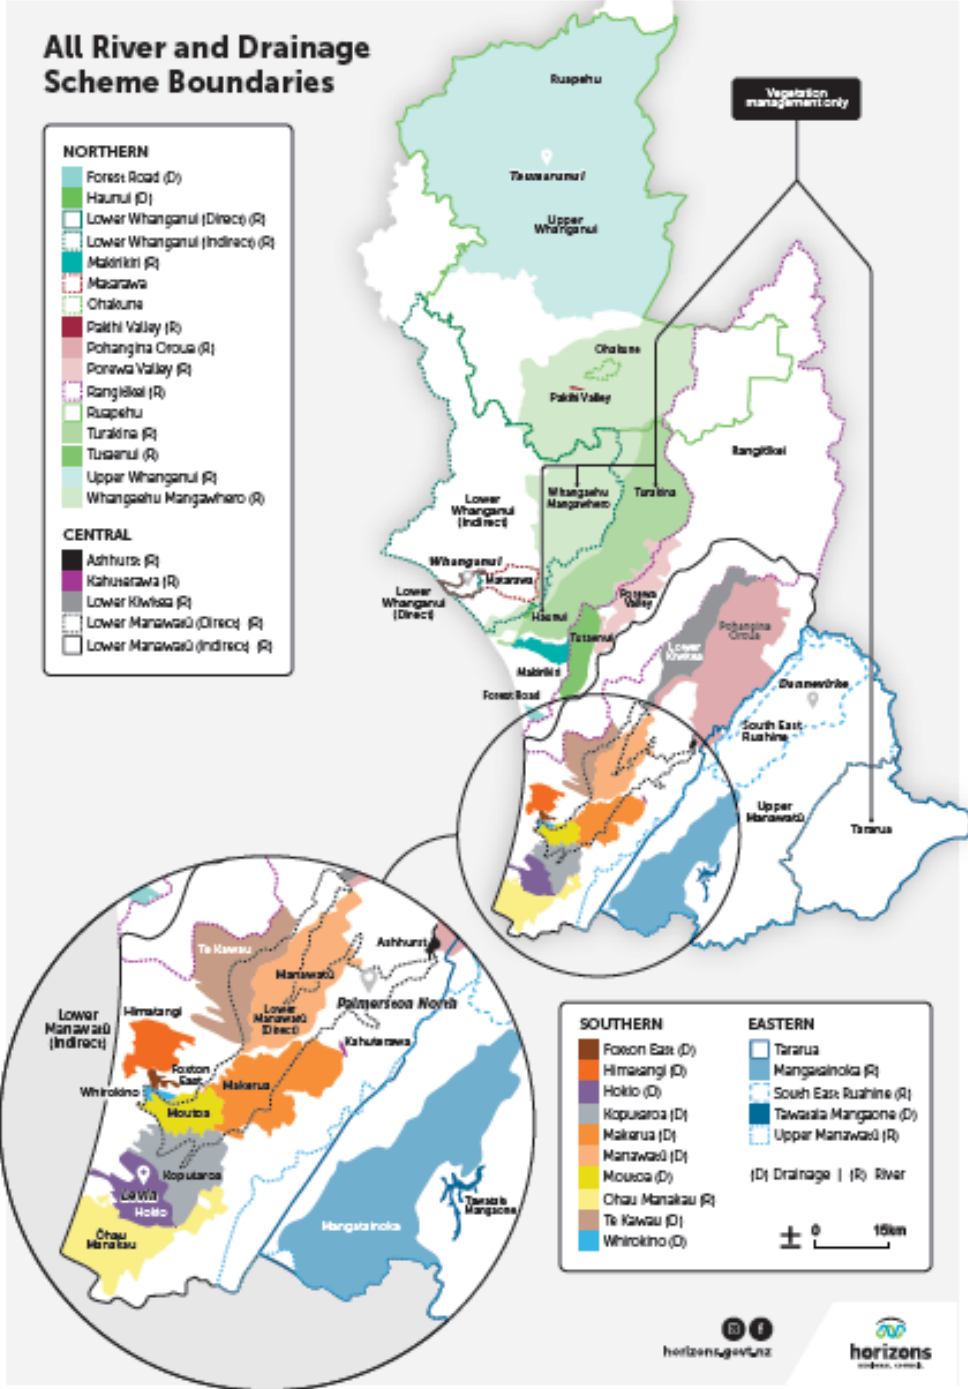 All River and Drainage
Scheme Boundaries
NORTHERN
Forest Road (D)
Haunui (D)
Lower Whanganui (Direct) (R)
Lower Whanganui (Indirect) (R)
Makirikiri (R)
Matarawa
Ohakune
Pakihi Valley (R)
Pohangina Oroua (R)
Porewa Valley (R)
Rangitīkei (R)
Ruapehu
Turakina (R)
Tutaenui (R)
Upper Whanganui (R)
Whangaehu Mangawhero (R)
CENTRAL
Ashhurst (R)
Kahuterawa (R)
Lower Kiwitea (R)
Lower Manawatū (Direct) (R)
Lower Manawatū (Indirect) (R)
Vegetation
management only
Ruapehu
Taumarunui
Upper
Whanganui
Ohakune
Pakihi Valley
Rangitīkei
Whangaehu
Mangawhero
Turakina
Lower
Whanganui
(Indirect)
Whanganui
Matarawa
Lower
Whanganui
(Direct)
Porewa
Valley
Haunui
Tutaenui
Pohangina
Oroua
Lower
Kiwitea
Makirikiri
Forest Road
Dannevirke
South East
Ruahine
Upper
Manawatū
Tararua
Te Kawau
Ashhurst
Manawatū
Palmerston North
Lower
Manawatū
(Direct)
Lower
Manawatū
(Indirect)
Himatangi
Kahuterawa
Foxton
East
Whirokino
Makerua
Moutoa
Koputaroa
Levin
Hokio
Ōhau
Manakau
Mangatainoka
Tawataia
Mangaone
SOUTHERN
Foxton East (D)
Himatangi (D)
Hokio (D)
Koputaroa (D)
Makerua (D)
Manawatū (D)
Moutoa (D)
Ohau Manakau (R)
Te Kawau (D)
Whirokino (D)
EASTERN
Tararua
Mangatainoka (R)
South East Ruahine (R)
Tawataia Mangaone (D)
Upper Manawatū (R)
(D) Drainage | (R) River
0 15km
horizons.govt.nz
horizons
REGIONAL COUNCIL